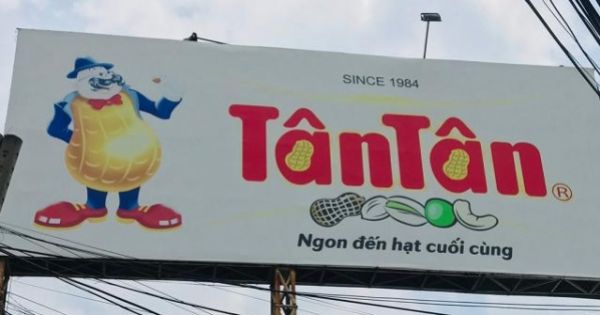 SINCE 1984
TânTân ®
Ngon đến hạt cuối cùng